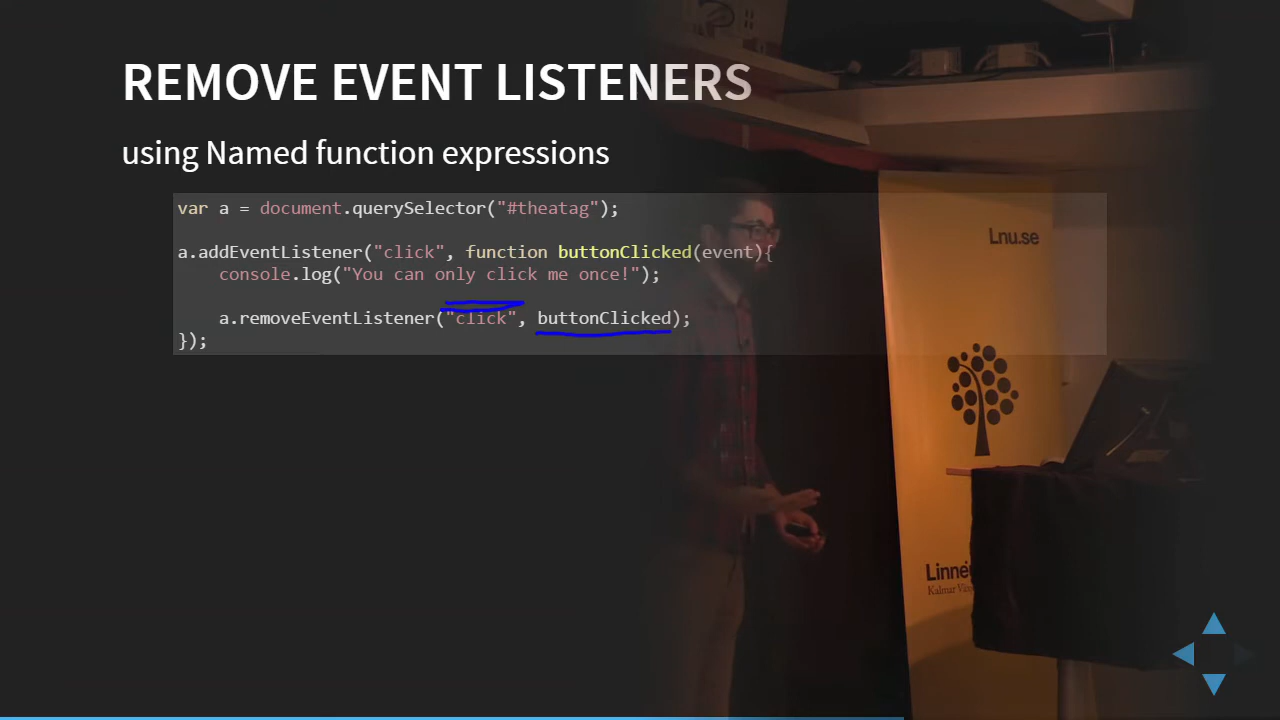 REMOVE EVENT LISTENERS
using Named function expressions
var a = document.querySelector("#theatag");
a.addEventListener("click", function buttonClicked(event){
console.log("You can only click me once!");
a.removeEventListener("click", buttonClicked);
});
Lnu.se